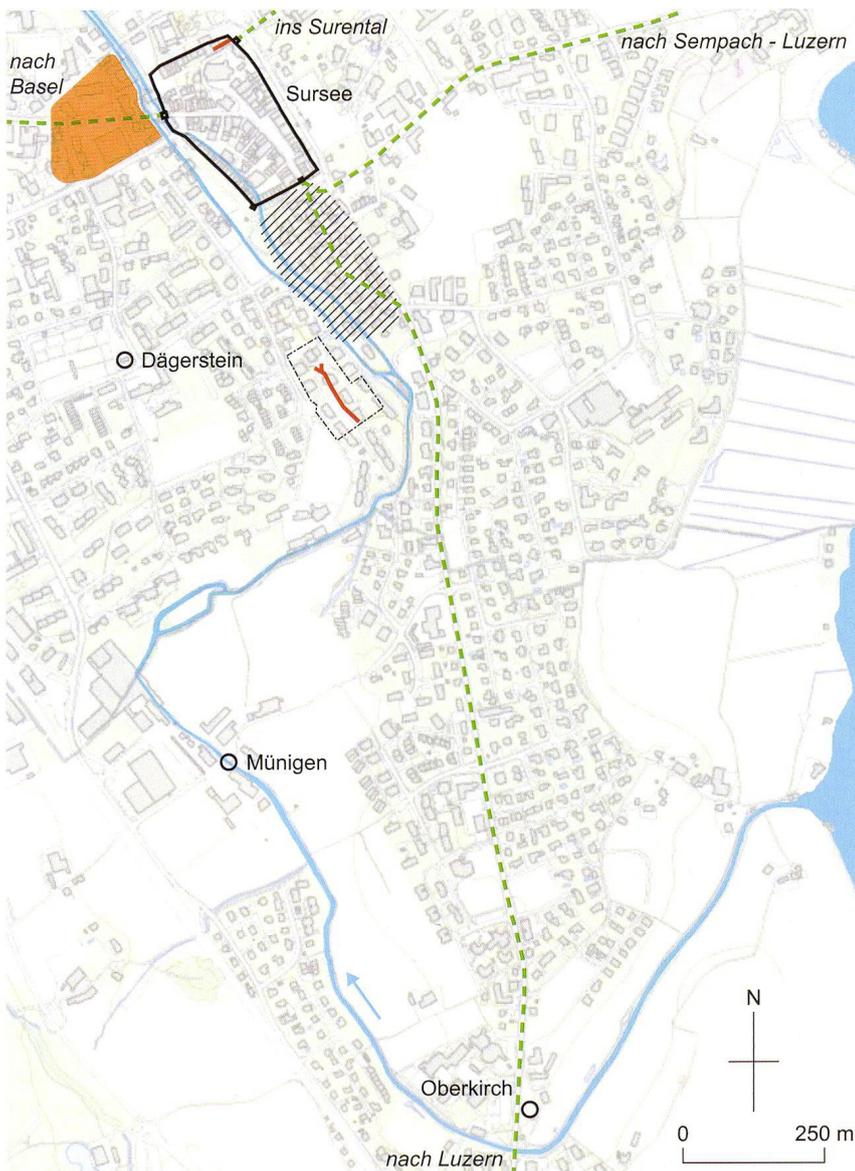 ins Surental
nach Sempach - Luzern
nach
Basel
Sursee
Dägerstein
Münigen
N
Oberkirch
0 250 m
nach Luzern